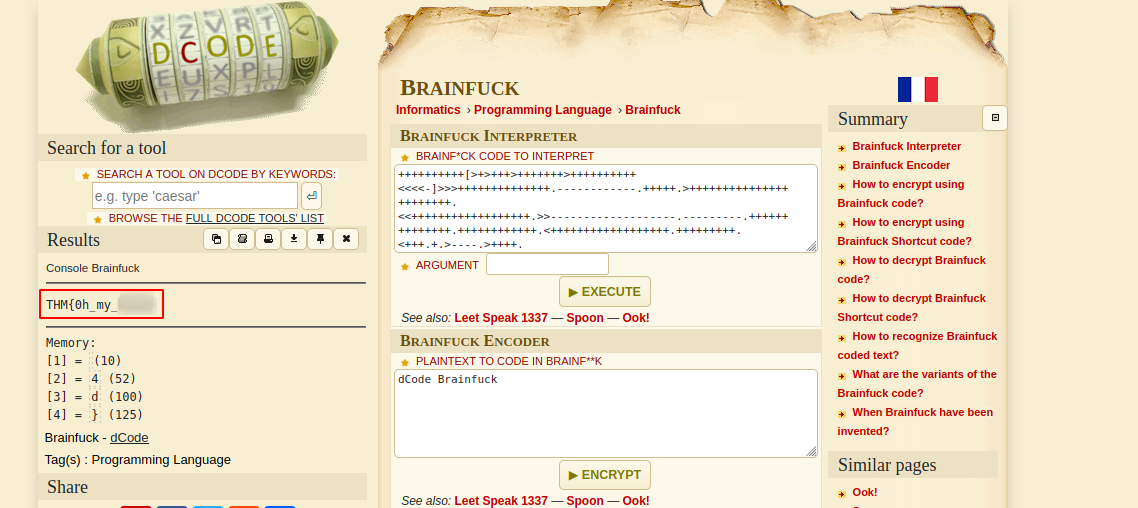 X Z V R T
D C O D E
E U X P L
Search for a tool
SEARCH A TOOL ON DCODE BY KEYWORDS:
e.g. type 'caesar'
BROWSE THE FULL DCODE TOOLS' LIST
Results
Console Brainfuck
THM{0h_my_
Memory:
[1] = (10)
[2] = 4 (52)
[3] = d (100)
[4] = } (125)
Brainfuck - dCode
Tag(s) : Programming Language
Share
BRAINFUCK
Informatics › Programming Language › Brainfuck
BRAINFUCK INTERPRETER
BRAINF*CK CODE TO INTERPRET
++++++++++[>+>+++>+++++++>++++++++++
<<<<-]>>>++++++++++++++.------------.+++++.>+++++++++++++++
++++++++.
<<++++++++++++++++++.>>-------------------.---------.++++++
++++++++.++++++++++++.<++++++++++++++++++.+++++++++.
<+++.+.>----.>++++.
ARGUMENT
▶ EXECUTE
See also: Leet Speak 1337 — Spoon — Ook!
BRAINFUCK ENCODER
PLAINTEXT TO CODE IN BRAINF**K
dCode Brainfuck
▶ ENCRYPT
See also: Leet Speak 1337 — Spoon — Ook!
Summary
Brainfuck Interpreter
Brainfuck Encoder
How to encrypt using
Brainfuck code?
How to encrypt using
Brainfuck Shortcut code?
How to decrypt Brainfuck
code?
How to decrypt Brainfuck
Shortcut code?
How to recognize Brainfuck
coded text?
What are the variants of the
Brainfuck code?
When Brainfuck have been
invented?
Similar pages
Ook!